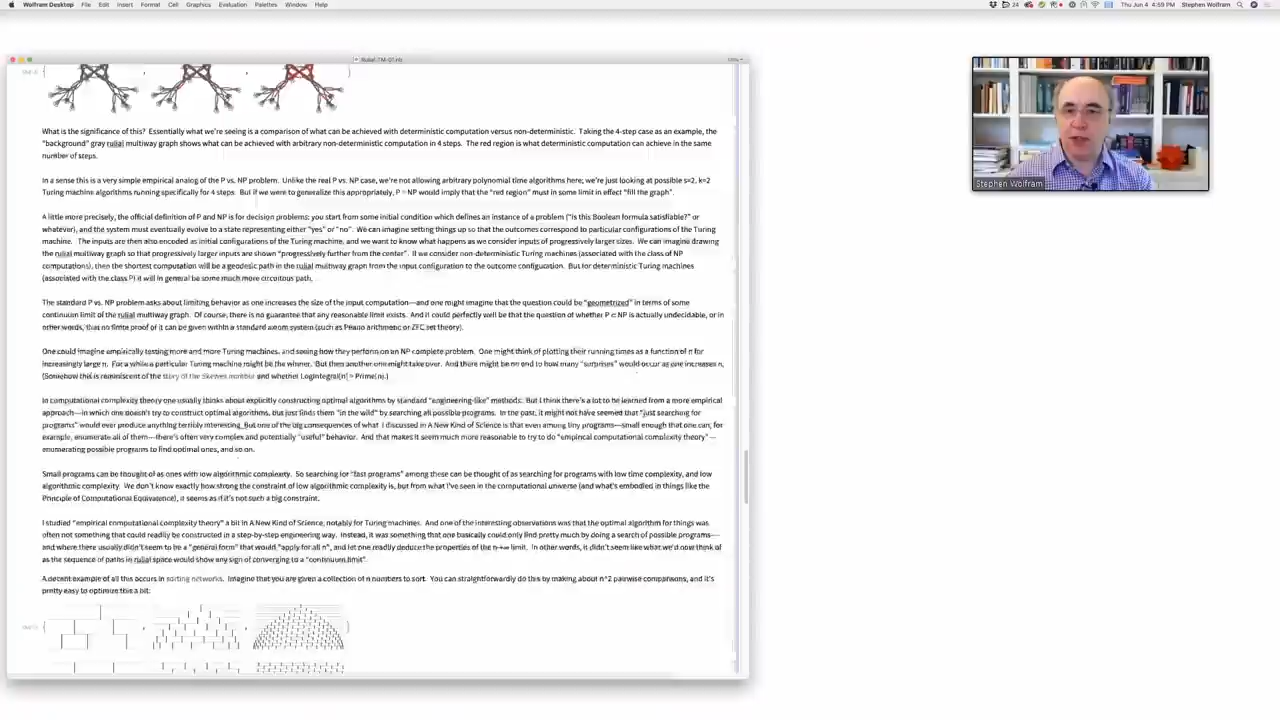 Wolfram Desktop File Edit Insert Format Cell Graphics Evaluation Palettes Window Help
24 Thu Jun 4 4:59 PM Stephen Wolfram
What is the significance of this? Essentially what we're seeing is a comparison of what can be achieved with deterministic computation versus non-deterministic. Taking the 4-step case as an example, the
"background" gray rulial multiway graph shows what can be achieved with arbitrary non-deterministic computation in 4 steps. The red region is what deterministic computation can achieve in the same
number of steps.
In a sense this is a very simple empirical analog of the P vs. NP problem. Unlike the real P vs. NP case, we're not allowing arbitrary polynomial time algorithms here; we're just looking at possible s=2, k=2
Turing machine algorithms running specifically for 4 steps. But if we were to generalize this appropriately, P = NP would imply that the "red region" must in some limit in effect "fill the graph".
A little more precisely, the official definition of P and NP is for decision problems: you start from some initial condition which defines an instance of a problem ("Is this Boolean formula satisfiable?" or
whatever), and the system must eventually evolve to a state representing either "yes" or "no". We can imagine setting things up so that the outcomes correspond to particular configurations of the Turing
machine. The inputs are then also encoded as initial configurations of the Turing machine, and we want to know what happens as we consider inputs of progressively larger sizes. We can imagine drawing
the rulial multiway graph so that progressively larger inputs are shown "progressively further from the center". If we consider non-deterministic Turing machines (associated with the class of NP
computations), then the shortest computation will be a geodesic path in the rulial multiway graph from the input configuration to the outcome configuration. But for deterministic Turing machines
(associated with the class P) it will in general be some much more circuitous path.
The standard P vs. NP problem asks about limiting behavior as one increases the size of the input computation—and one might imagine that the question could be "geometrized" in terms of some
continuum limit of the rulial multiway graph. Of course, there is no guarantee that any reasonable limit exists. And it could perfectly well be that the question of whether P = NP is actually undecidable, or in
other words, that no finite proof of it can be given within a standard axiom system (such as Peano arithmetic or ZFC set theory).
One could imagine empirically testing more and more Turing machines, and seeing how they perform on an NP complete problem. One might think of plotting their running times as a function of n for
increasingly large n. For a while a particular Turing machine might be the winner. But then another one might take over. And there might be no end to how many "surprises" would occur as one increases n.
(Somehow this is reminiscent of the story of the Skewes number and whether LogIntegral[n] > Prime[n].)
In computational complexity theory one usually thinks about explicitly constructing optimal algorithms by standard "engineering-like" methods. But I think there's a lot to be learned from a more empirical
approach—in which one doesn't try to construct optimal algorithms, but just finds them "in the wild" by searching all possible programs. In the past, it might not have seemed that "just searching for
programs" would ever produce anything terribly interesting. But one of the big consequences of what I discussed in A New Kind of Science is that even among tiny programs—small enough that one can, for
example, enumerate all of them—there's often very complex and potentially "useful" behavior. And that makes it seem much more reasonable to try to do "empirical computational complexity theory"—
enumerating possible programs to find optimal ones, and so on.
Small programs can be thought of as ones with low algorithmic complexity. So searching for "fast programs" among these can be thought of as searching for programs with low time complexity, and low
algorithmic complexity. We don't know exactly how strong the constraint of low algorithmic complexity is, but from what I've seen in the computational universe (and what's embodied in things like the
Principle of Computational Equivalence), it seems as if it's not such a big constraint.
I studied "empirical computational complexity theory" a bit in A New Kind of Science, notably for Turing machines. And one of the interesting observations was that the optimal algorithm for things was
often not something that could readily be constructed in a step-by-step engineering way. Instead, it was something that one basically could only find pretty much by doing a search of possible programs—
and where there usually didn't seem to be a "general form" that would "apply for all n", and let one readily deduce the properties of the n→∞ limit. In other words, it didn't seem like what we'd now think of
as the sequence of paths in rulial space would show any sign of converging to a "continuum limit".
A decent example of all this occurs in sorting networks. Imagine that you are given a collection of n numbers to sort. You can straightforwardly do this by making about n^2 pairwise comparisons, and it's
pretty easy to optimize this a bit:
Stephen Wolfram